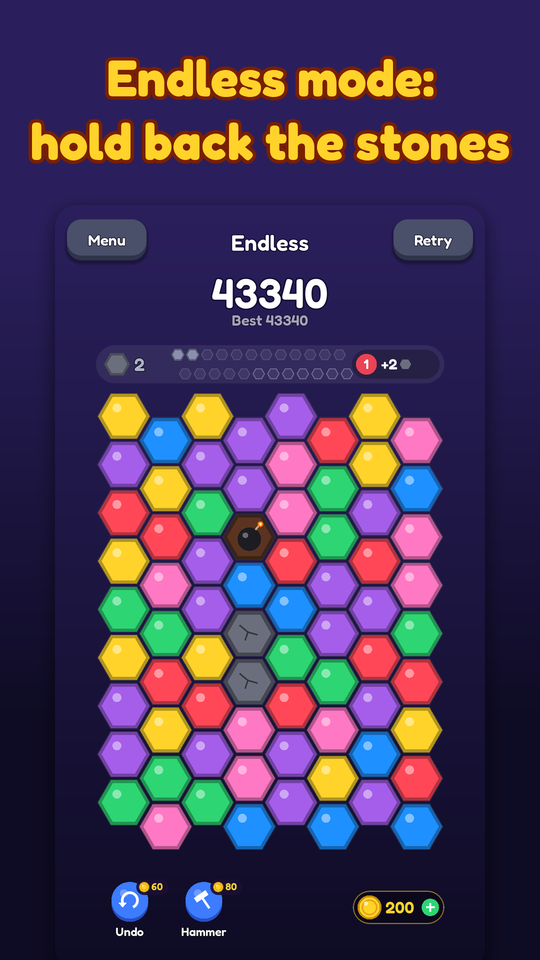 Endless mode:
hold back the stones
Menu
Endless
Retry
43340
Best 43340
2
1 +2
60
80
Undo
Hammer
200 +